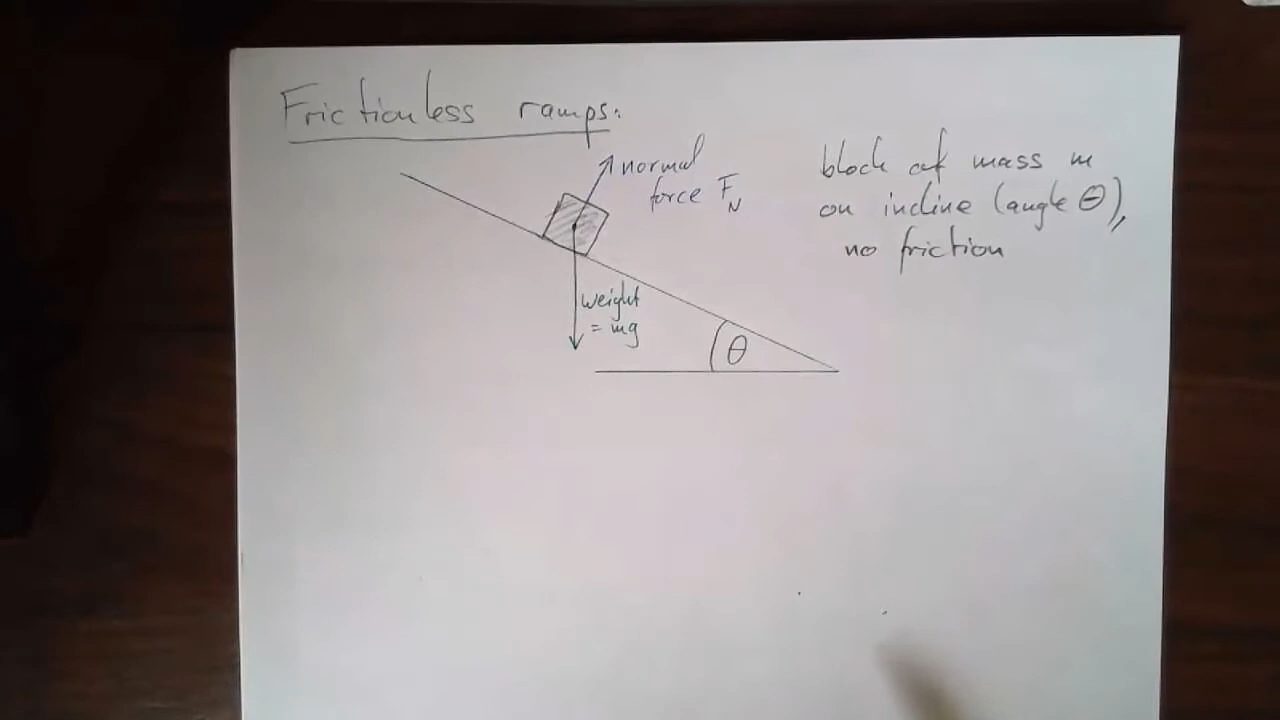 Frictionless ramps:
normal
force F_N
block of mass m
on incline (angle θ),
no friction
weight
= mg
θ